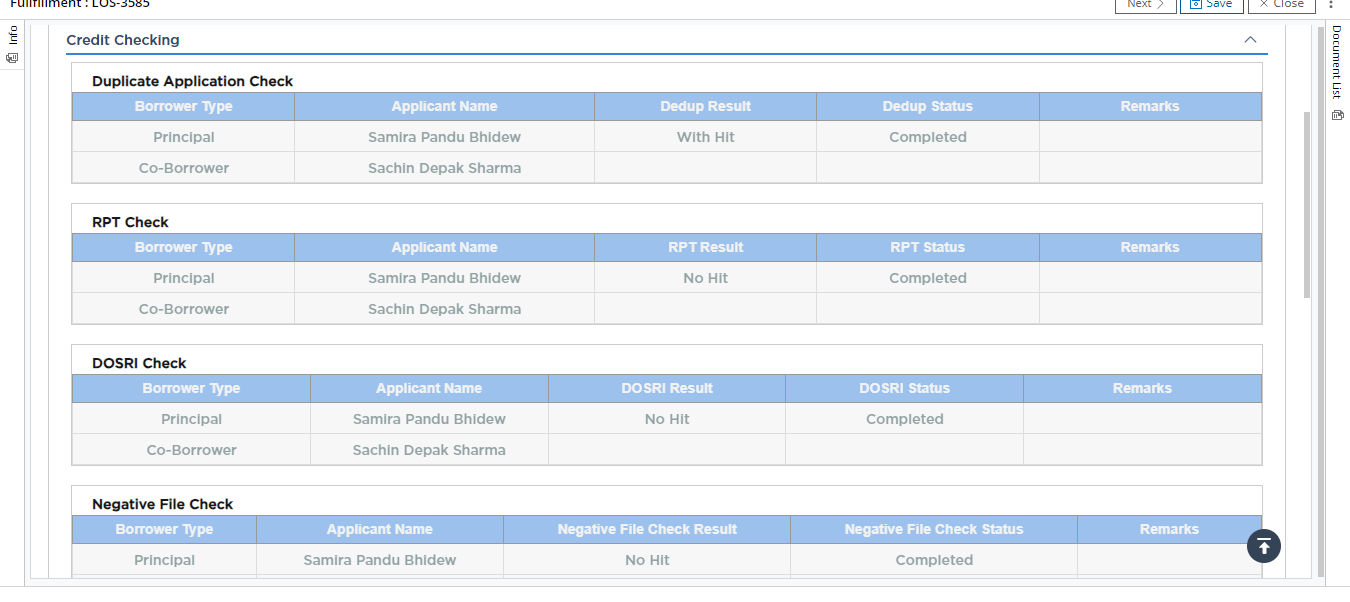 Fullfillment : LOS-3585
Next Save Close
Info
Document List
Credit Checking
Duplicate Application Check
Borrower Type Applicant Name Dedup Result Dedup Status Remarks
Principal Samira Pandu Bhidew With Hit Completed
Co-Borrower Sachin Depak Sharma
RPT Check
Borrower Type Applicant Name RPT Result RPT Status Remarks
Principal Samira Pandu Bhidew No Hit Completed
Co-Borrower Sachin Depak Sharma
DOSRI Check
Borrower Type Applicant Name DOSRI Result DOSRI Status Remarks
Principal Samira Pandu Bhidew No Hit Completed
Co-Borrower Sachin Depak Sharma
Negative File Check
Borrower Type Applicant Name Negative File Check Result Negative File Check Status Remarks
Principal Samira Pandu Bhidew No Hit Completed